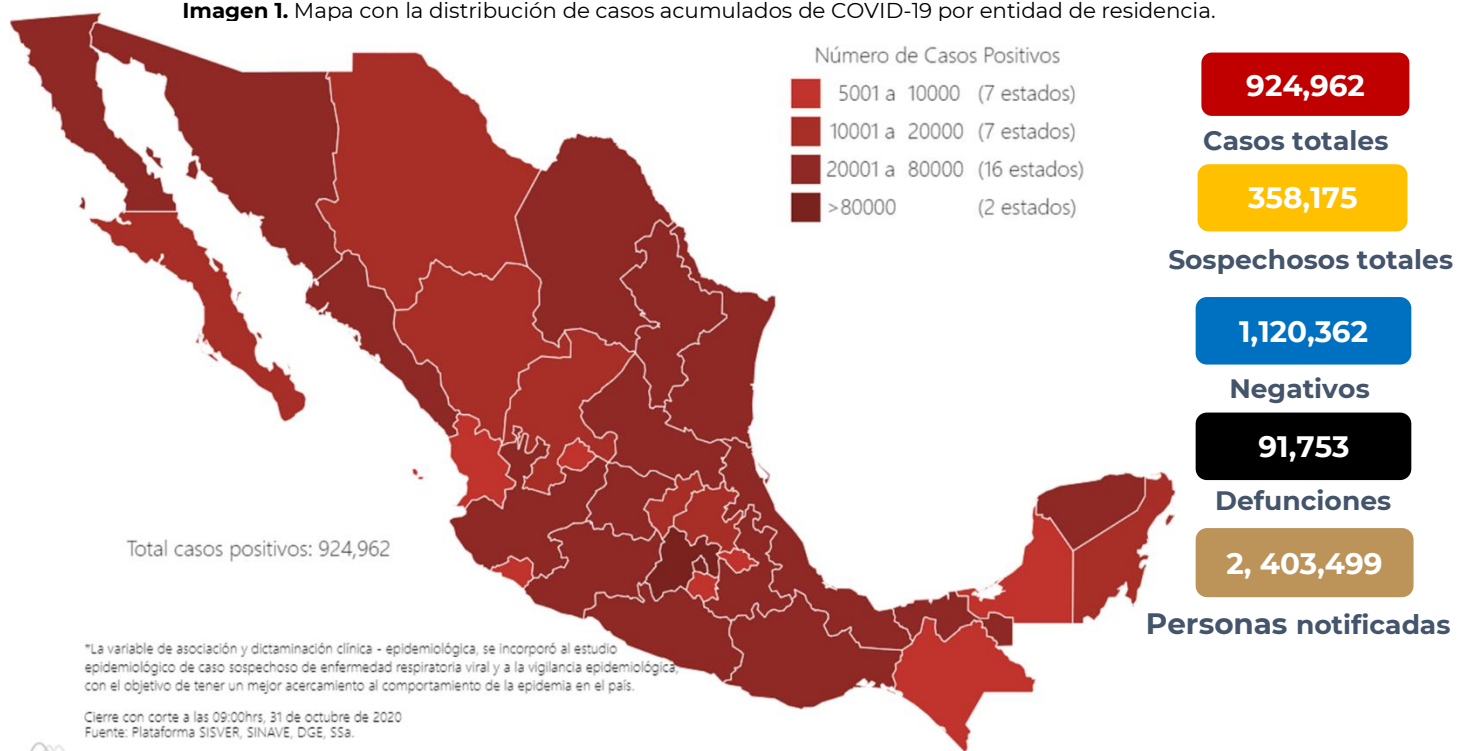 Imagen 1. Mapa con la distribución de casos acumulados de COVID-19 por entidad de residencia.
Número de Casos Positivos
5001 a 10000 (7 estados)
10001 a 20000 (7 estados)
20001 a 80000 (16 estados)
>80000 (2 estados)
924,962
Casos totales
358,175
Sospechosos totales
1,120,362
Negativos
91,753
Defunciones
2, 403,499
Personas notificadas
Total casos positivos: 924,962
*La variable de asociación y dictaminación clínica - epidemiológica, se incorporó al estudio
epidemiológico de caso sospechoso de enfermedad respiratoria viral y a la vigilancia epidemiológica,
con el objetivo de tener un mejor acercamiento al comportamiento de la epidemia en el país.
Cierre con corte a las 09:00hrs, 31 de octubre de 2020
Fuente: Plataforma SISVER, SINAVE, DGE, SSa.